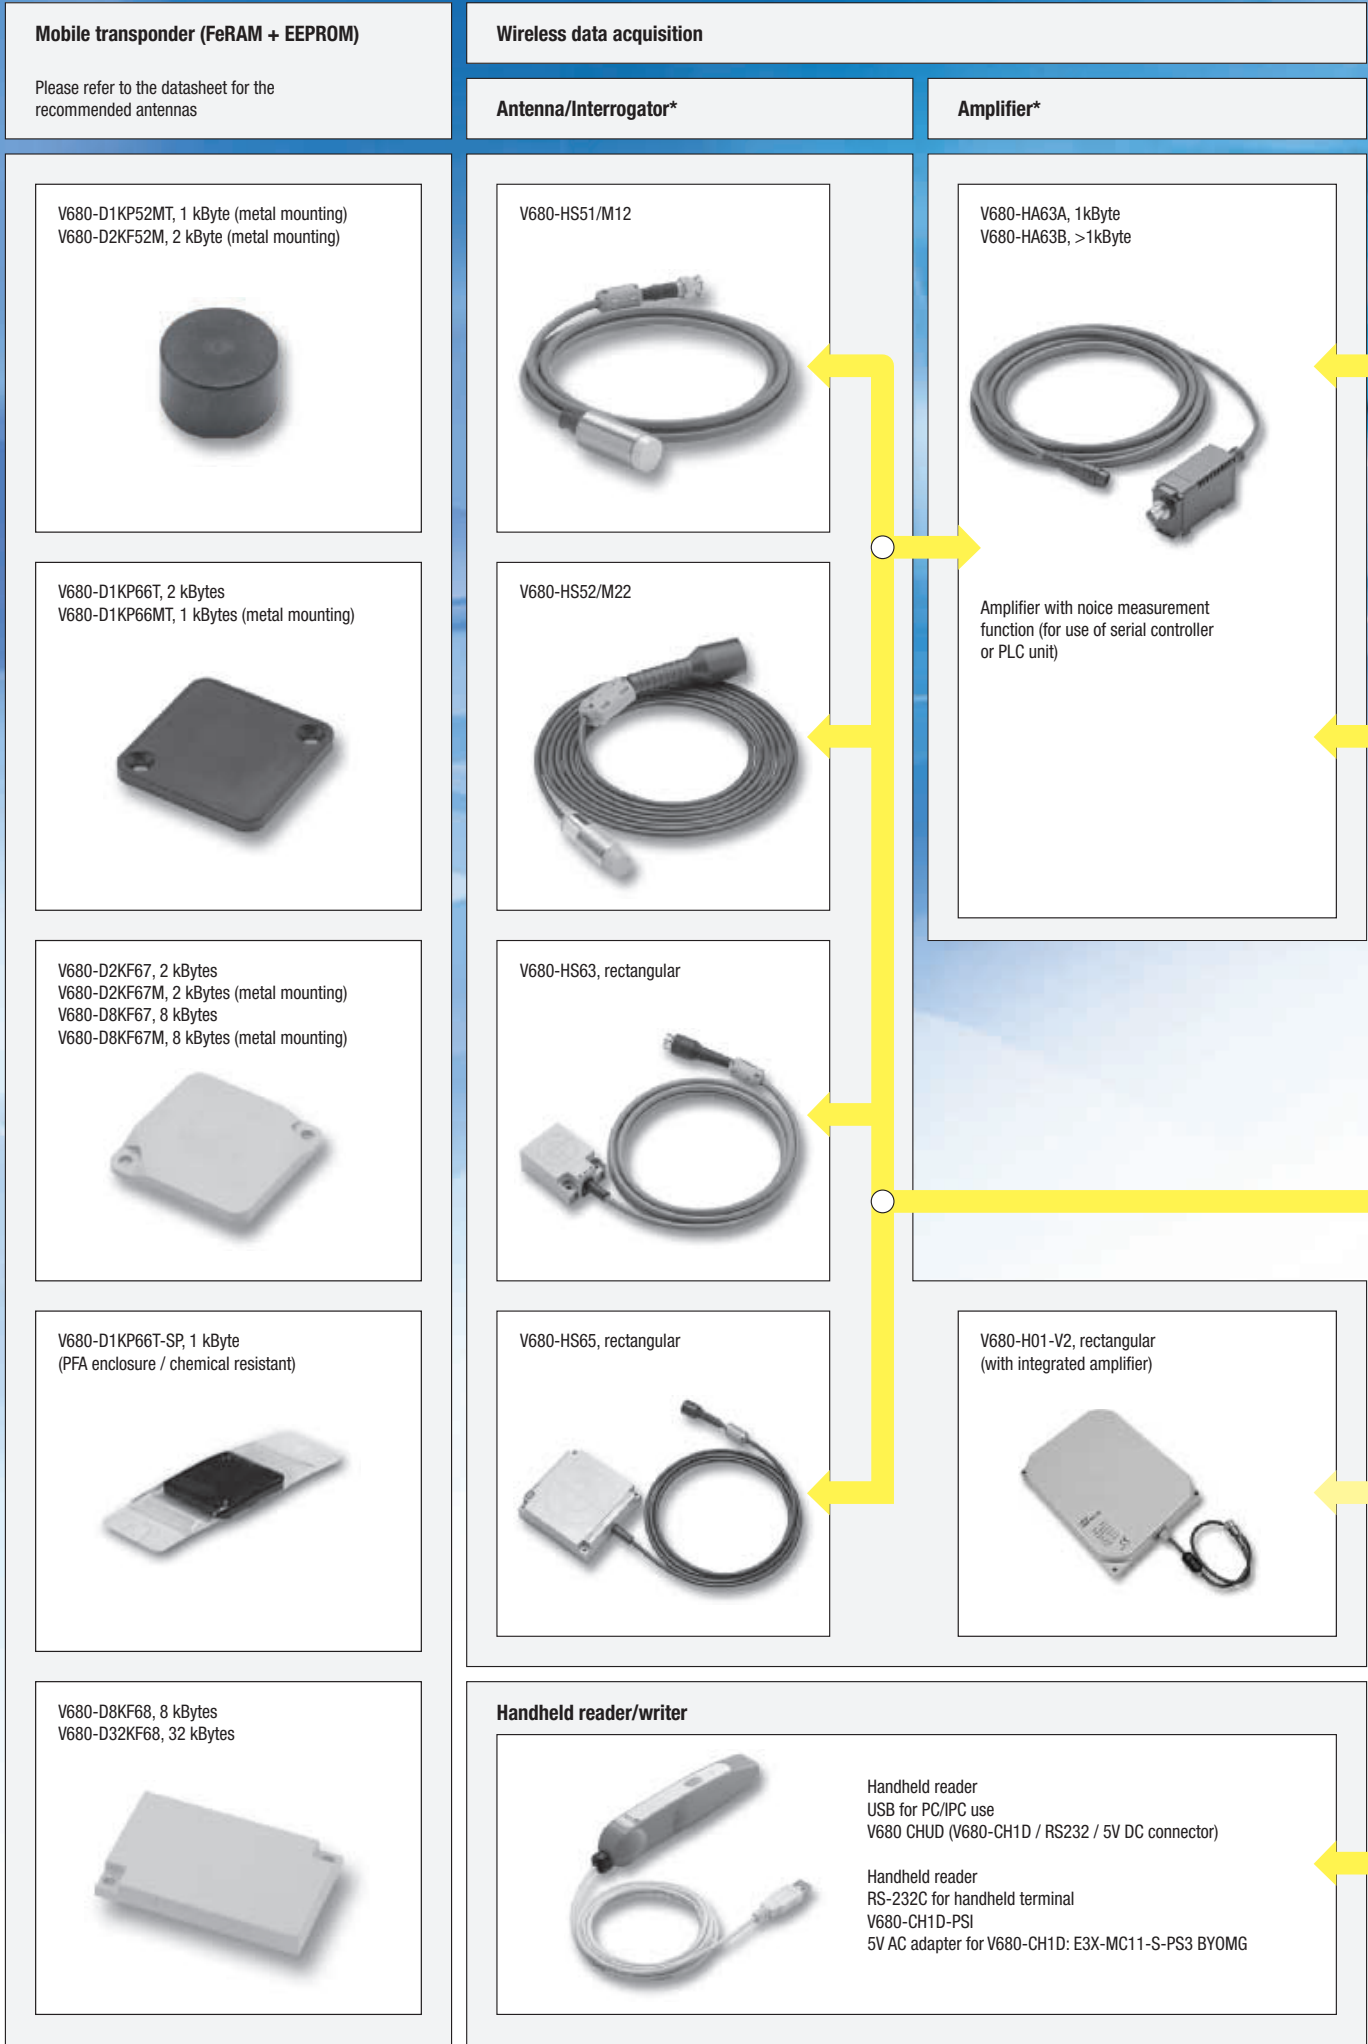 Mobile transponder (FeRAM + EEPROM)
Please refer to the datasheet for the
recommended antennas
Wireless data acquisition
Antenna/Interrogator*
Amplifier*
V680-D1KP52MT, 1 kByte (metal mounting)
V680-D2KF52M, 2 kByte (metal mounting)
V680-D1KP66T, 2 kBytes
V680-D1KP66MT, 1 kBytes (metal mounting)
V680-D2KF67, 2 kBytes
V680-D2KF67M, 2 kBytes (metal mounting)
V680-D8KF67, 8 kBytes
V680-D8KF67M, 8 kBytes (metal mounting)
V680-D1KP66T-SP, 1 kByte
(PFA enclosure / chemical resistant)
V680-D8KF68, 8 kBytes
V680-D32KF68, 32 kBytes
V680-HS51/M12
V680-HS52/M22
V680-HS63, rectangular
V680-HS65, rectangular
V680-HA63A, 1kByte
V680-HA63B, >1kByte
Amplifier with noice measurement
function (for use of serial controller
or PLC unit)
V680-H01-V2, rectangular
(with integrated amplifier)
Handheld reader/writer
Handheld reader
USB for PC/IPC use
V680 CHUD (V680-CH1D / RS232 / 5V DC connector)
Handheld reader
RS-232C for handheld terminal
V680-CH1D-PSI
5V AC adapter for V680-CH1D: E3X-MC11-S-PS3 BYOMG